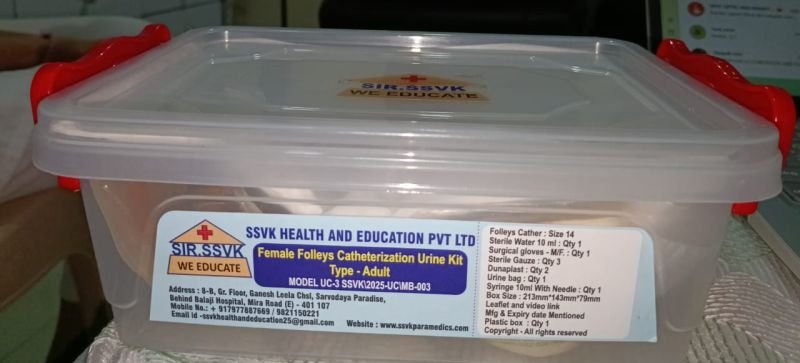 SIR.SSVK
WE EDUCATE
SIR.SSVK
WE EDUCATE
SSVK HEALTH AND EDUCATION PVT LTD
Female Folleys Catheterization Urine Kit
Type - Adult
MODEL UC-3 SSVK\2025-UC\MB-003
Address : 8-B, Gr. Floor, Ganesh Leela Chsl, Sarvodaya Paradise,
Behind Balaji Hospital, Mira Road (E) - 401 107
Mobile No.: + 917977887669 / 9821150221
Email id -ssvkhealthandeducation25@gmail.com Website : www.ssvkparamedics.com
Folleys Cather : Size 14
Sterile Water 10 ml : Qty 1
Surgical gloves - M/F. : Qty 1
Sterile Gauze : Qty 3
Dunaplast : Qty 2
Urine bag : Qty 1
Syringe 10ml With Needle : Qty 1
Box Size : 213mm*143mm*79mm
Leaflet and video link
Mfg & Expiry date Mentioned
Plastic box : Qty 1
Copyright - All rights reserved